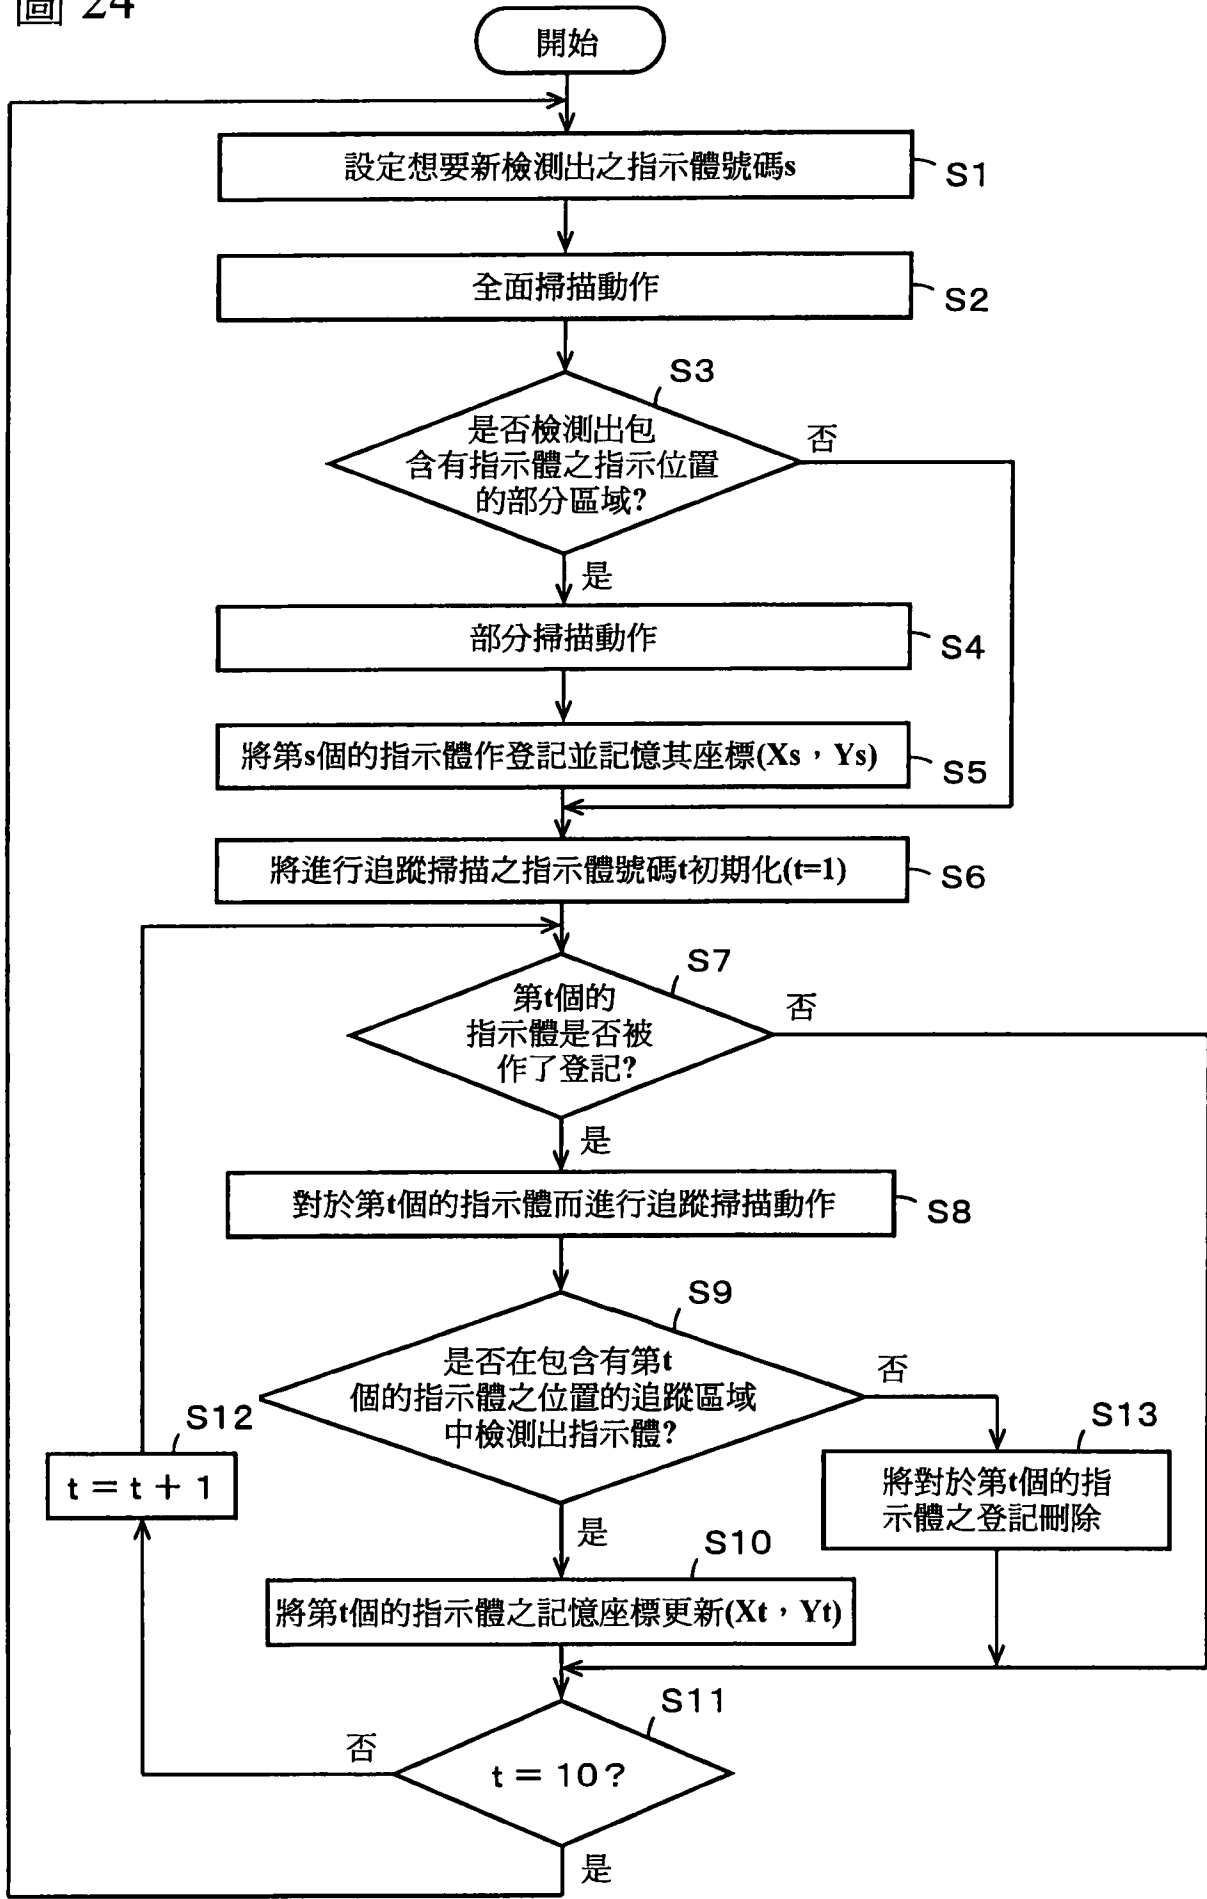 圖 24
開始
設定想要新檢測出之指示體號碼s
S1
全面掃描動作
S2
S3
是否檢測出包
含有指示體之指示位置
的部分區域?
否
是
部分掃描動作
S4
將第s個的指示體作登記並記憶其座標(Xs,Ys)
S5
將進行追蹤掃描之指示體號碼t初期化(t=1)
S6
S7
第t個的
指示體是否被
作了登記?
否
是
對於第t個的指示體而進行追蹤掃描動作
S8
S9
是否在包含有第t
個的指示體之位置的追蹤區域
中檢測出指示體?
否
S12
t = t + 1
S13
將對於第t個的指
示體之登記刪除
是
S10
將第t個的指示體之記憶座標更新(Xt,Yt)
S11
否
t = 10?
是